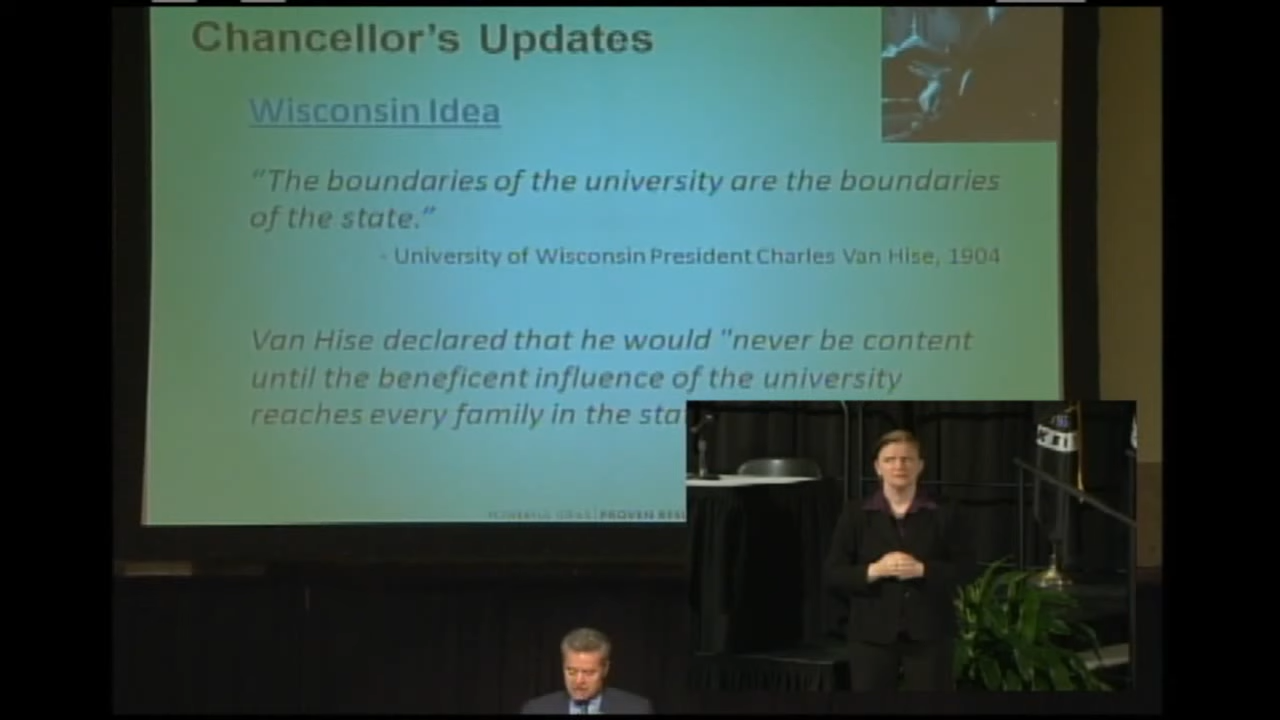 Chancellor's Updates
Wisconsin Idea
"The boundaries of the university are the boundaries
of the state."
- University of Wisconsin President Charles Van Hise, 1904
Van Hise declared that he would "never be content
until the beneficent influence of the university
reaches every family in the
PROVEN